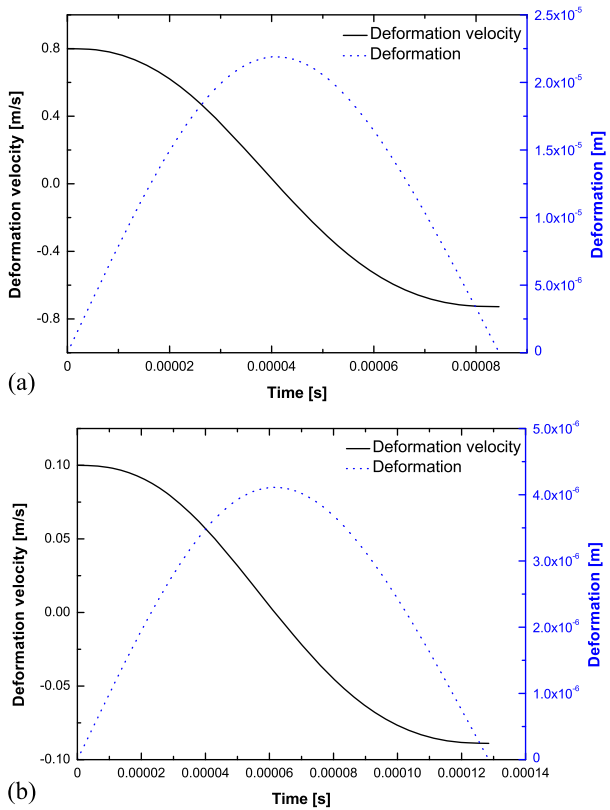 Deformation velocity
Deformation
Deformation velocity [m/s]
0.8
0.4
0.0
-0.4
-0.8
2.5x10-5
2.0x10-5
1.5x10-5
1.0x10-5
5.0x10-6
0
Deformation [m]
0 0.00002 0.00004 0.00006 0.00008
Time [s]
(a)
Deformation velocity
Deformation
Deformation velocity [m/s]
0.10
0.05
0.00
-0.05
-0.10
5.0x10-6
4.0x10-6
3.0x10-6
2.0x10-6
1.0x10-6
0
Deformation [m]
0 0.00002 0.00004 0.00006 0.00008 0.00010 0.00012 0.00014
Time [s]
(b)